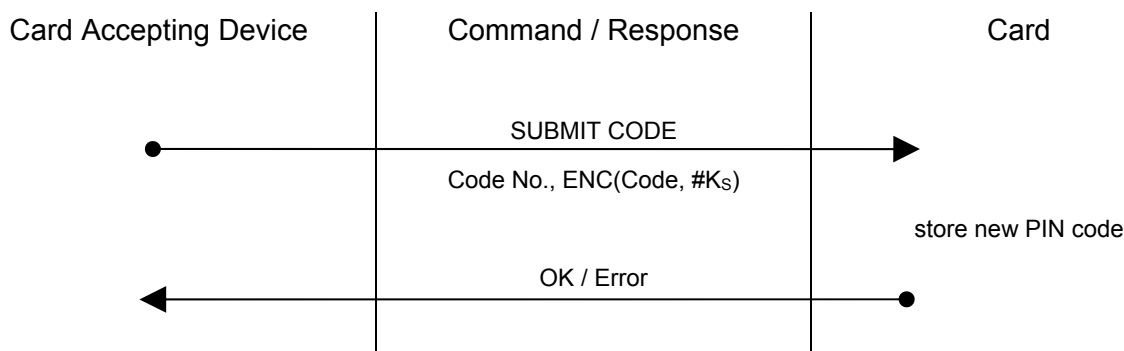 Card Accepting Device
Command / Response
Card
SUBMIT CODE
Code No., ENC(Code, #Ks)
store new PIN code
OK / Error